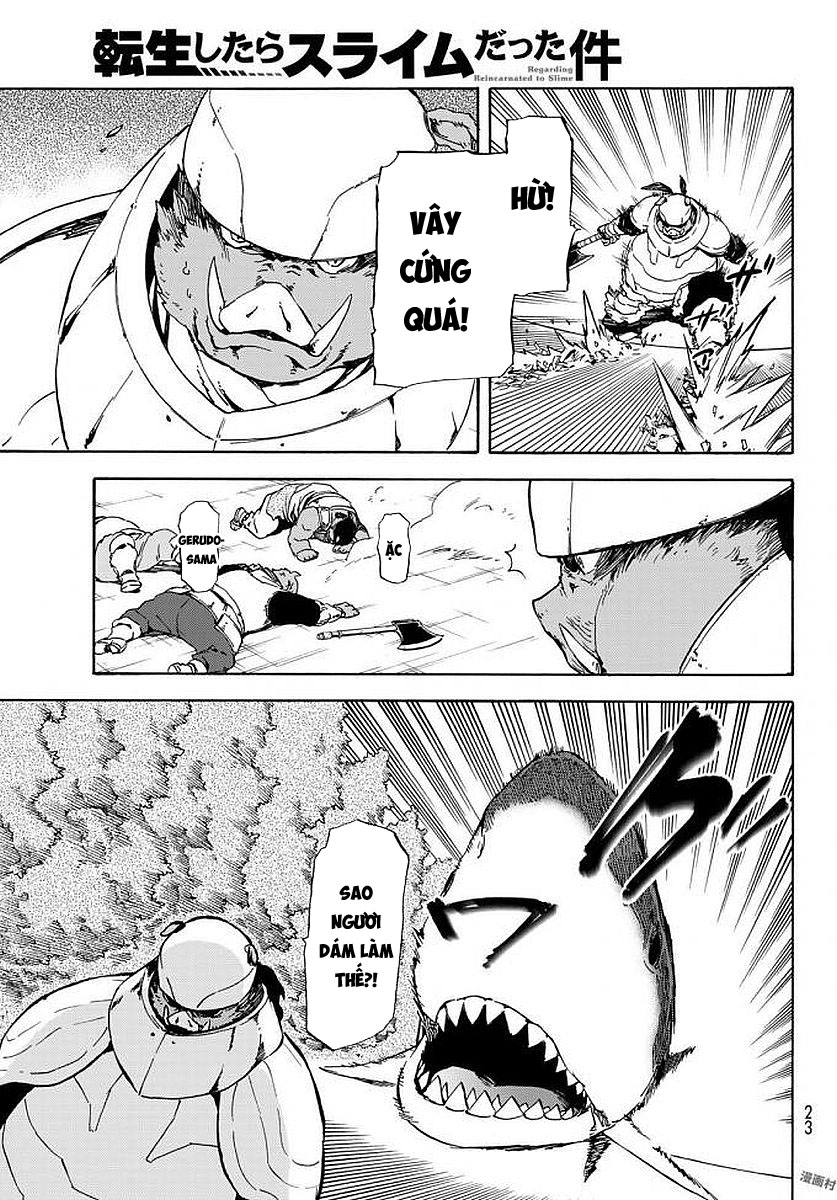 転生したらスライムだった件
Regarding
Reincarnated to Slime
HỪ!
VÂY
CỨNG
QUÁ!
ẶC
GERUDO-
SAMA
SAO
NGƯƠI
DÁM LÀM
THẾ?!
23
漫画村